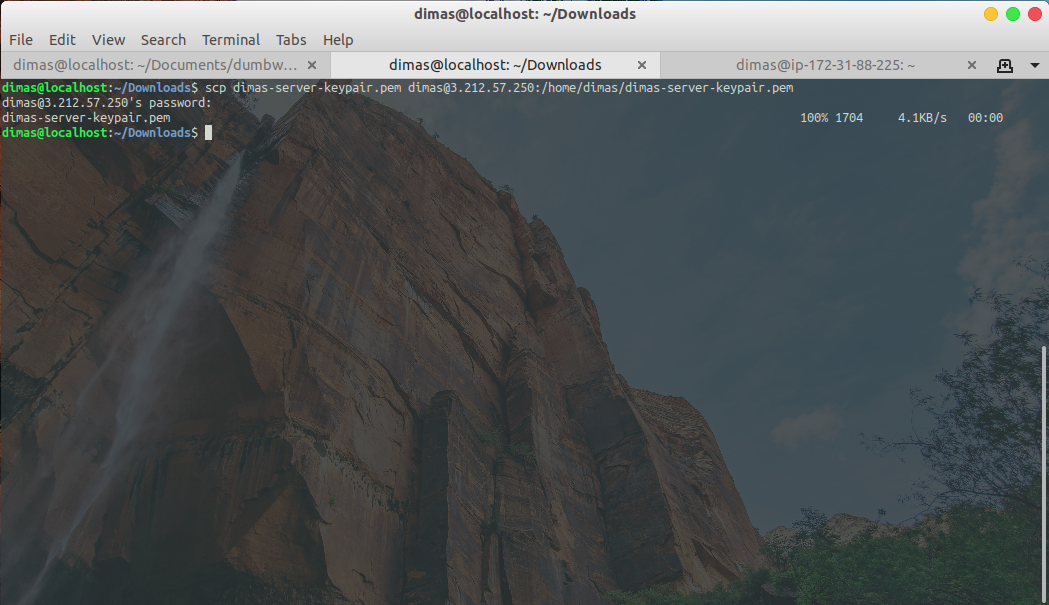 dimas@localhost: ~/Downloads
File Edit View Search Terminal Tabs Help
dimas@localhost: ~/Documents/dumbw… × dimas@localhost: ~/Downloads × dimas@ip-172-31-88-225: ~ ×
dimas@localhost:~/Downloads$ scp dimas-server-keypair.pem dimas@3.212.57.250:/home/dimas/dimas-server-keypair.pem
dimas@3.212.57.250's password:
dimas-server-keypair.pem 100% 1704 4.1KB/s 00:00
dimas@localhost:~/Downloads$